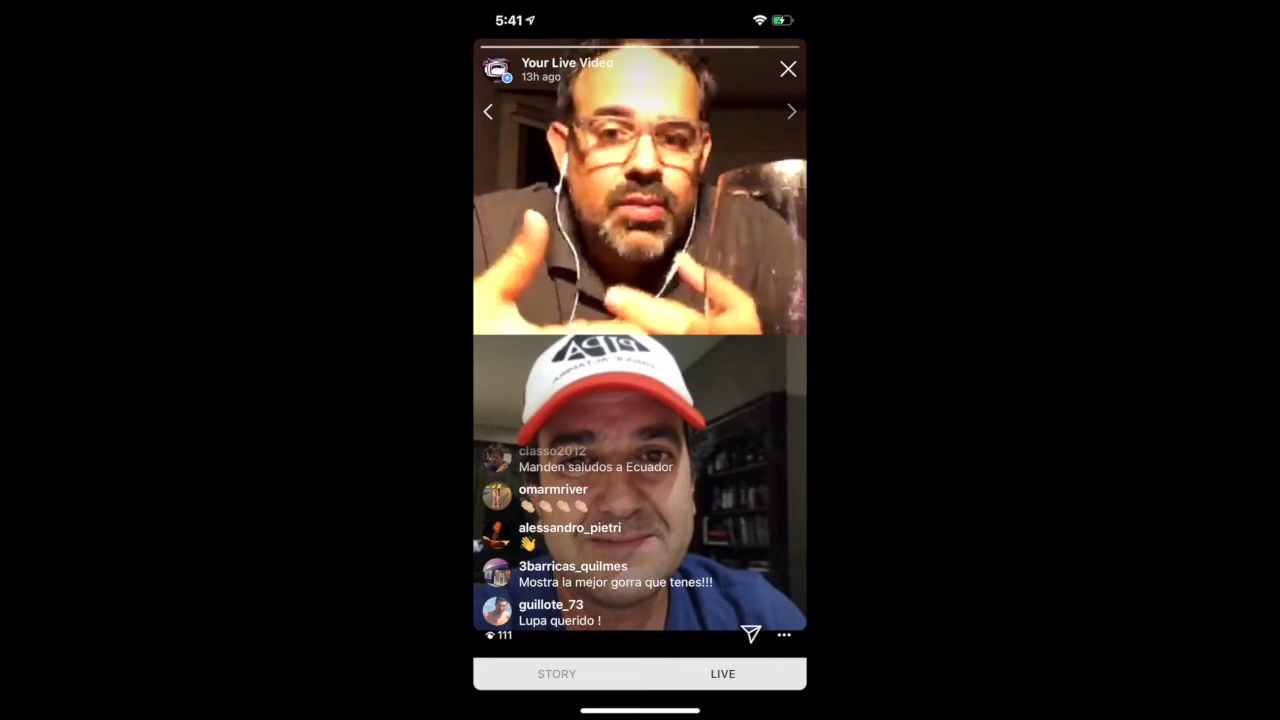 5:41
Your Live Video
13h ago
classo2012
Manden saludos a Ecuador
omarmriver
alessandro_pietri
3barricas_quilmes
Mostra la mejor gorra que tenes!!!
guillote_73
Lupa querido !
111
STORY
LIVE